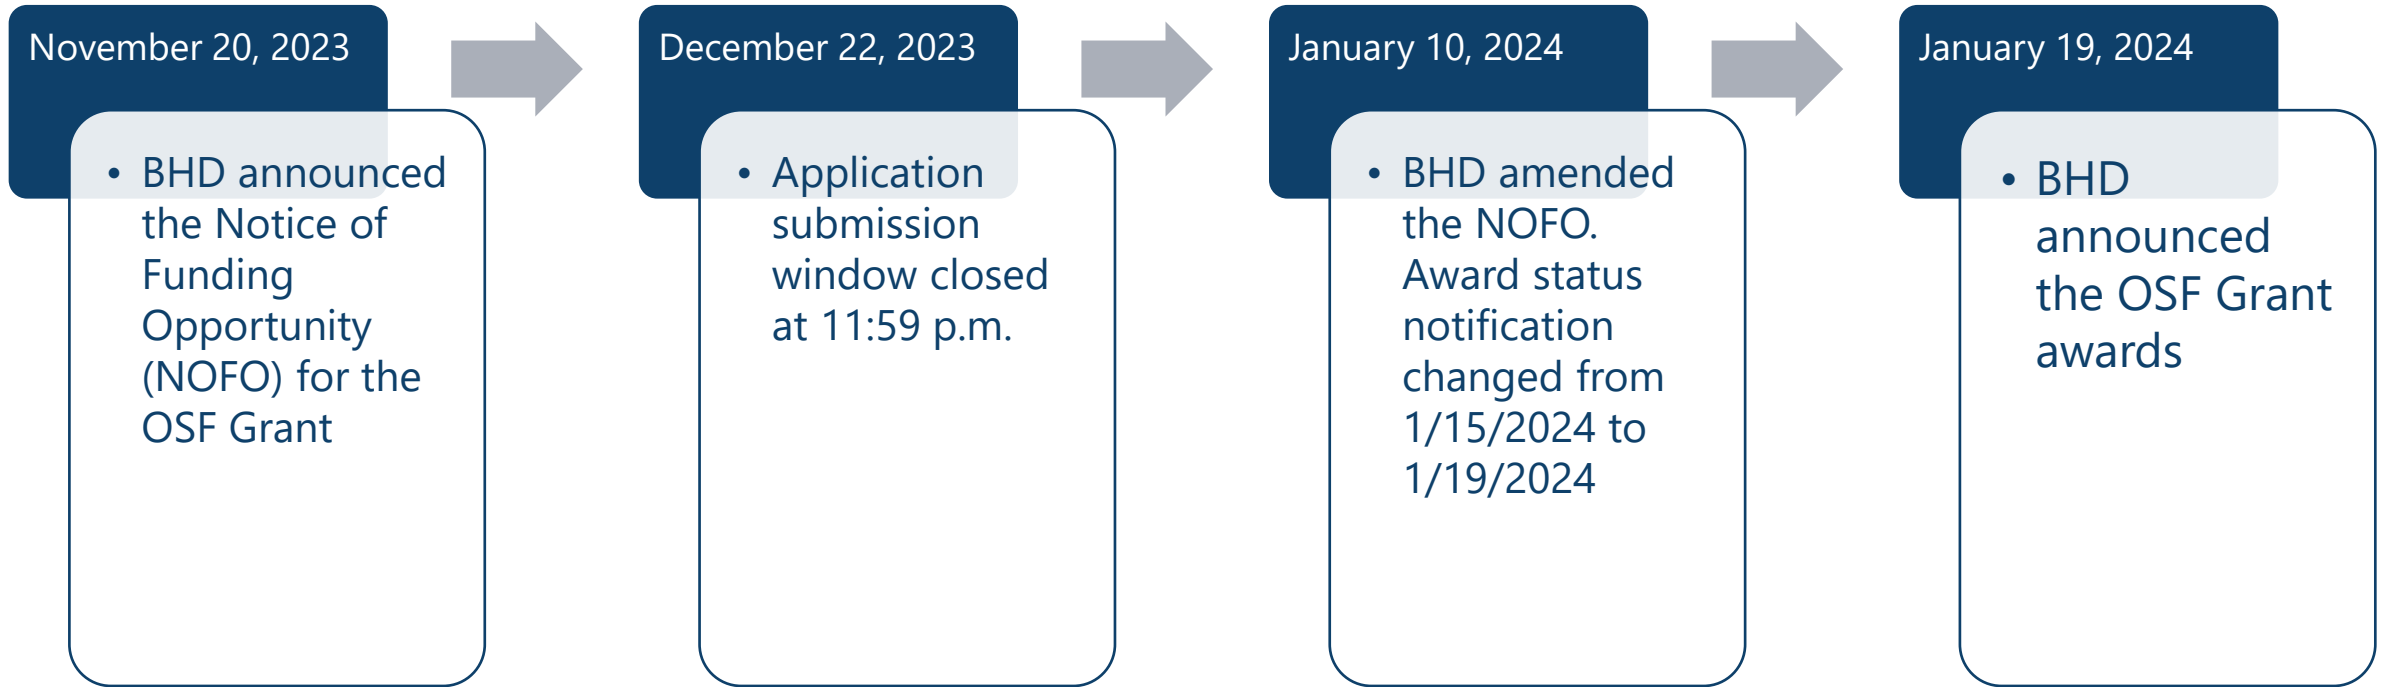 November 20, 2023
• BHD announced
the Notice of
Funding
Opportunity
(NOFO) for the
OSF Grant
December 22, 2023
• Application
submission
window closed
at 11:59 p.m.
January 10, 2024
• BHD amended
the NOFO.
Award status
notification
changed from
1/15/2024 to
1/19/2024
January 19, 2024
• BHD
announced
the OSF Grant
awards